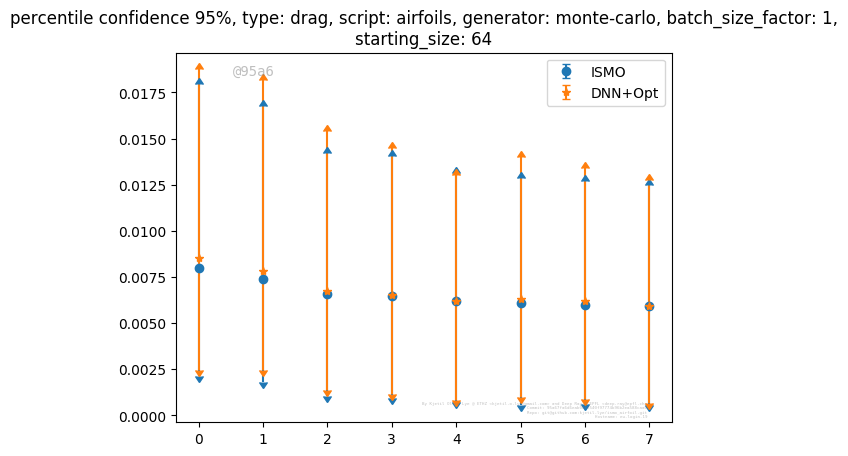 percentile confidence 95%, type: drag, script: airfoils, generator: monte-carlo, batch_size_factor: 1,
starting_size: 64
@95a6
ISMO
DNN+Opt
0.0175
0.0150
0.0125
0.0100
0.0075
0.0050
0.0025
0.0000
0 1 2 3 4 5 6 7